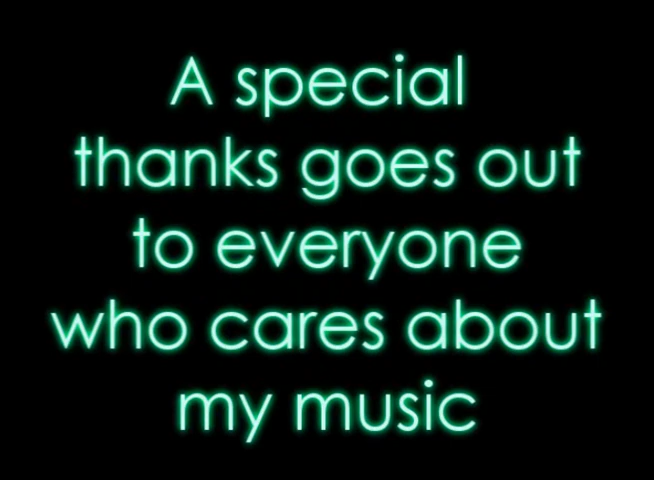 A special
thanks goes out
to everyone
who cares about
my music